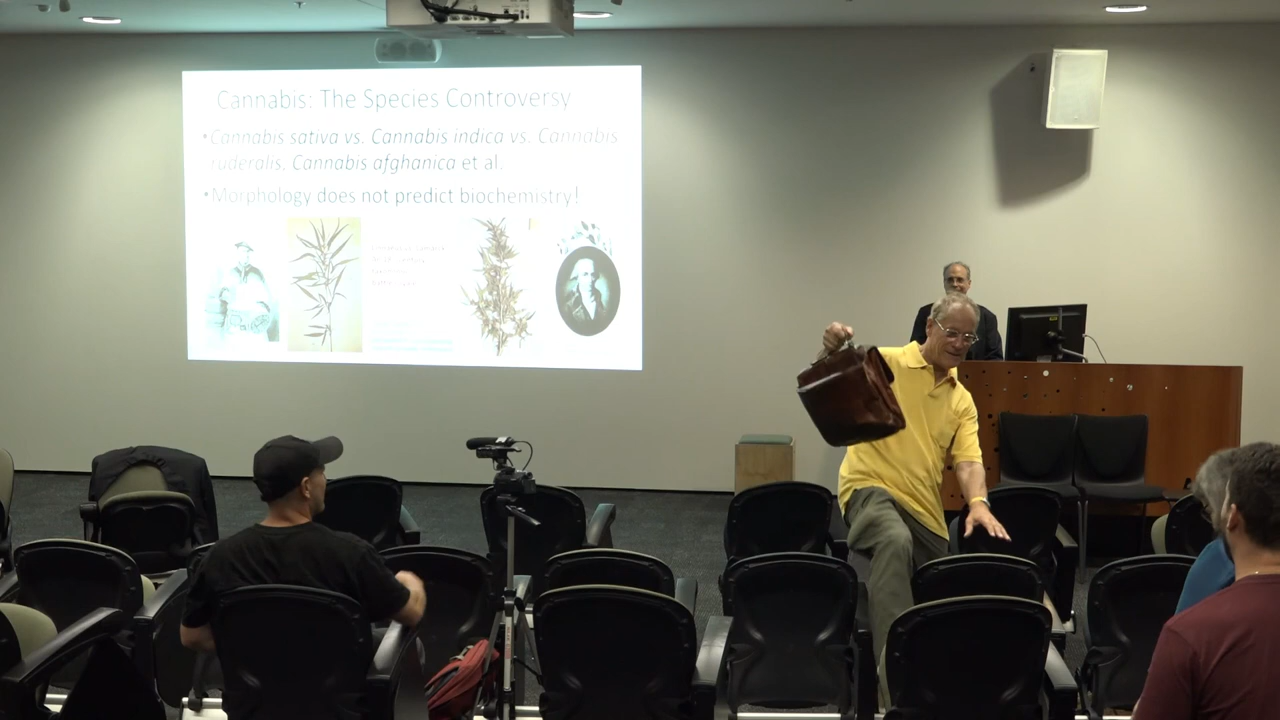 Cannabis: The Species Controversy
•Cannabis sativa vs. Cannabis indica vs. Cannabis
ruderalis, Cannabis afghanica et al.
•Morphology does not predict biochemistry!